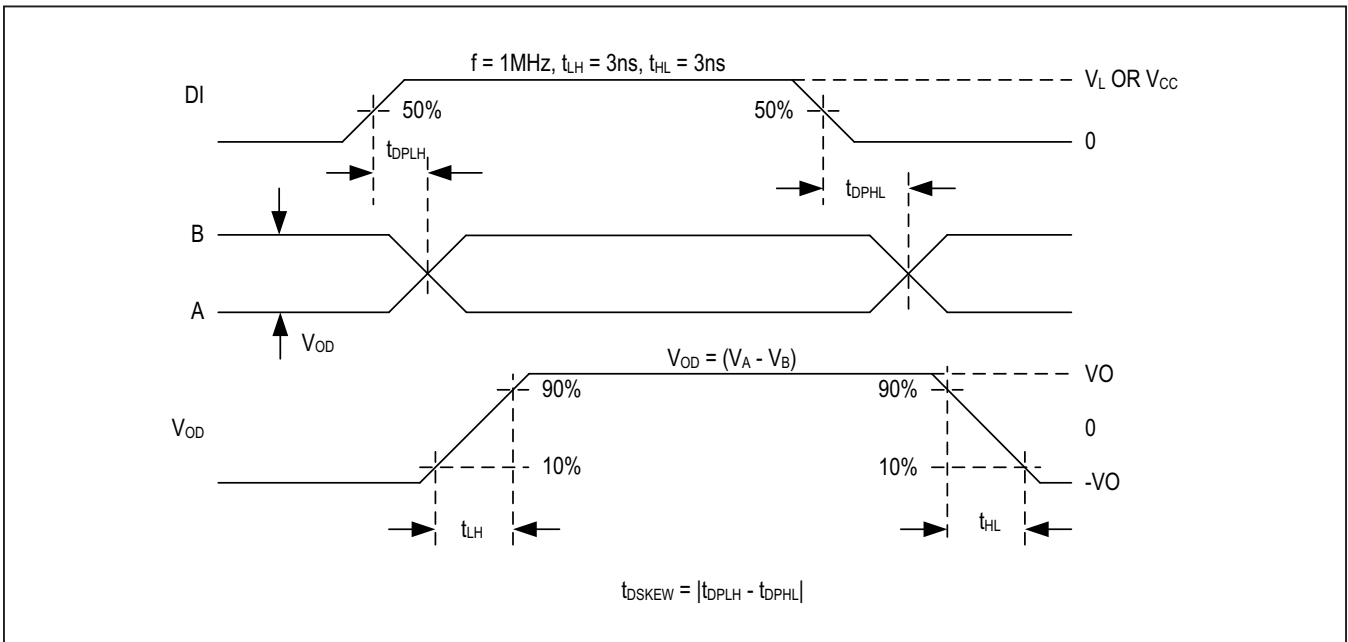 f = 1MHz, tLH = 3ns, tHL = 3ns
VL OR VCC
DI
50%
50%
0
tDPLH
tDPHL
B
A
VOD
VOD = (VA - VB)
VO
90%
90%
VOD
0
10%
10%
-VO
tLH
tHL
tDSKEW = |tDPLH - tDPHL|